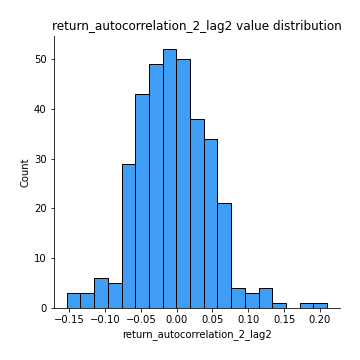 return_autocorrelation_2_lag2 value distribution
50
40
30
20
10
0
Count
−0.15 −0.10 −0.05 0.00 0.05 0.10 0.15 0.20
return_autocorrelation_2_lag2